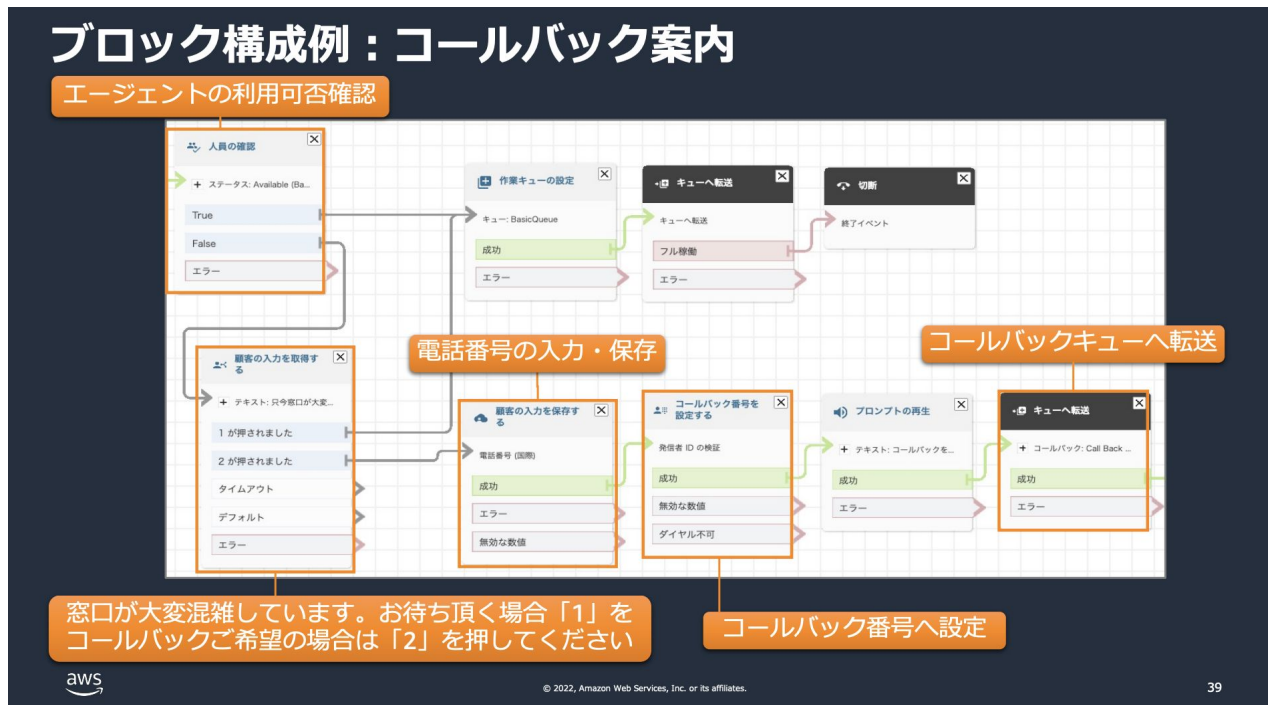 ブロック構成例：コールバック案内
エージェントの利用可否確認
人員の確認
+ ステータス: Available (Ba...
True
False
エラー
作業キューの設定
キュー: BasicQueue
成功
エラー
キューへ転送
キューへ転送
フル稼働
エラー
切断
終了イベント
電話番号の入力・保存
コールバックキューへ転送
顧客の入力を取得す
る
+ テキスト: 只今窓口が大変...
1 が押されました
2 が押されました
タイムアウト
デフォルト
エラー
顧客の入力を保存す
る
電話番号 (国際)
成功
エラー
無効な数値
コールバック番号を
設定する
発信者 ID の検証
成功
無効な数値
ダイヤル不可
プロンプトの再生
+ テキスト: コールバックを...
成功
エラー
キューへ転送
+ コールバック: Call Back ...
成功
エラー
窓口が大変混雑しています。お待ち頂く場合「1」を
コールバックご希望の場合は「2」を押してください
コールバック番号へ設定
aws
© 2022, Amazon Web Services, Inc. or its affiliates.
39